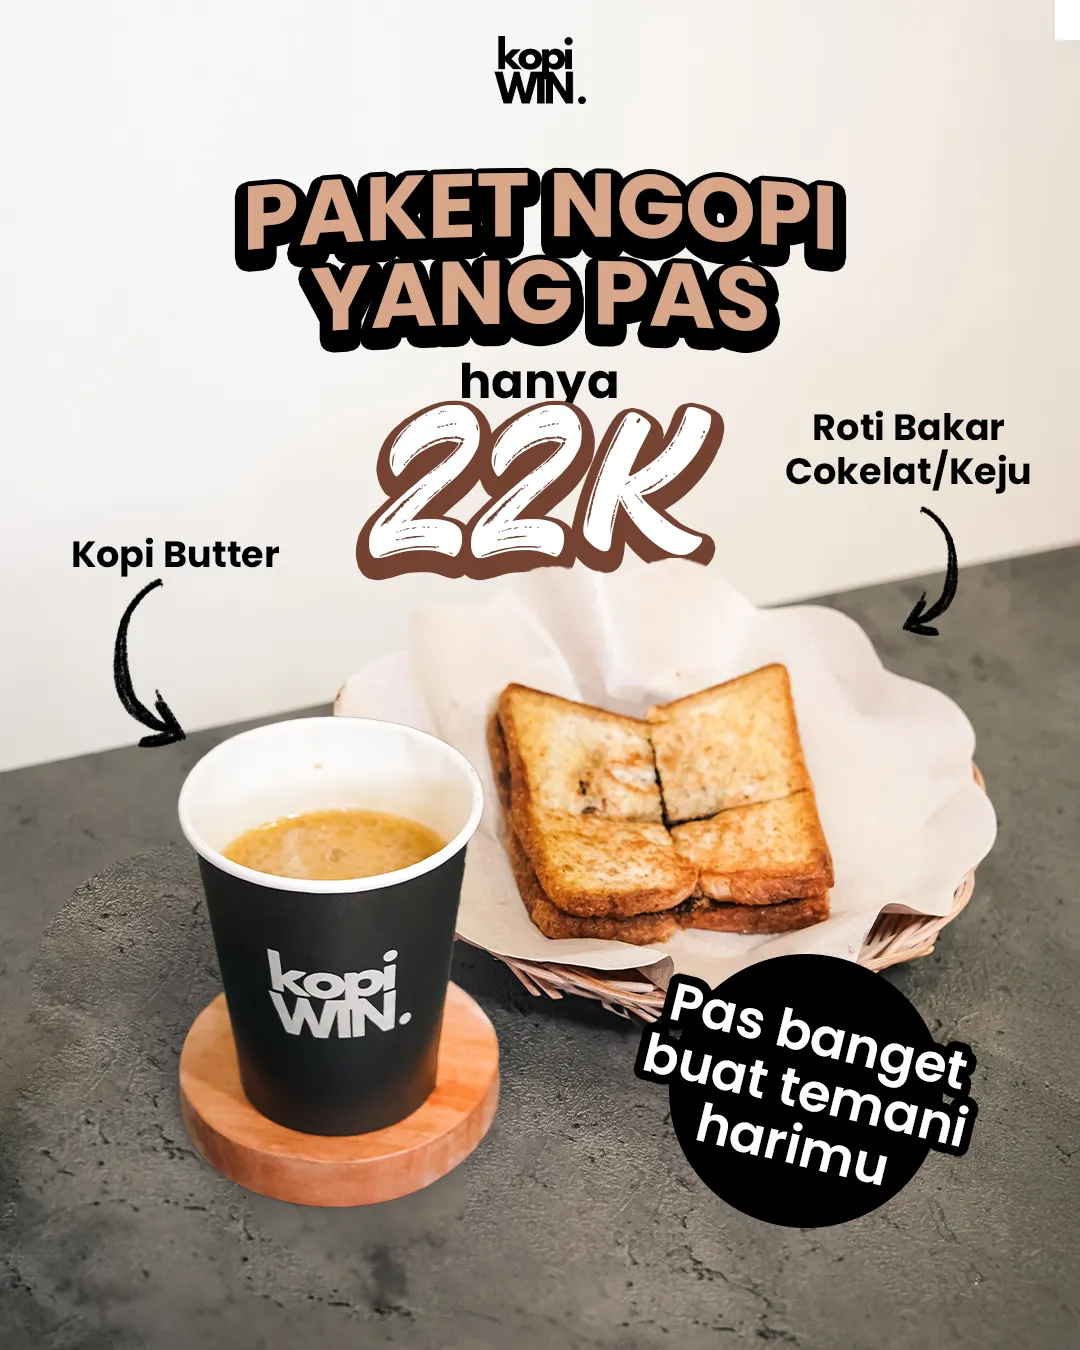 kopi
WIN.
PAKET NGOPI
YANG PAS
hanya
22K
Roti Bakar
Cokelat/Keju
Kopi Butter
kopi
WIN.
Pas banget
buat temani
harimu